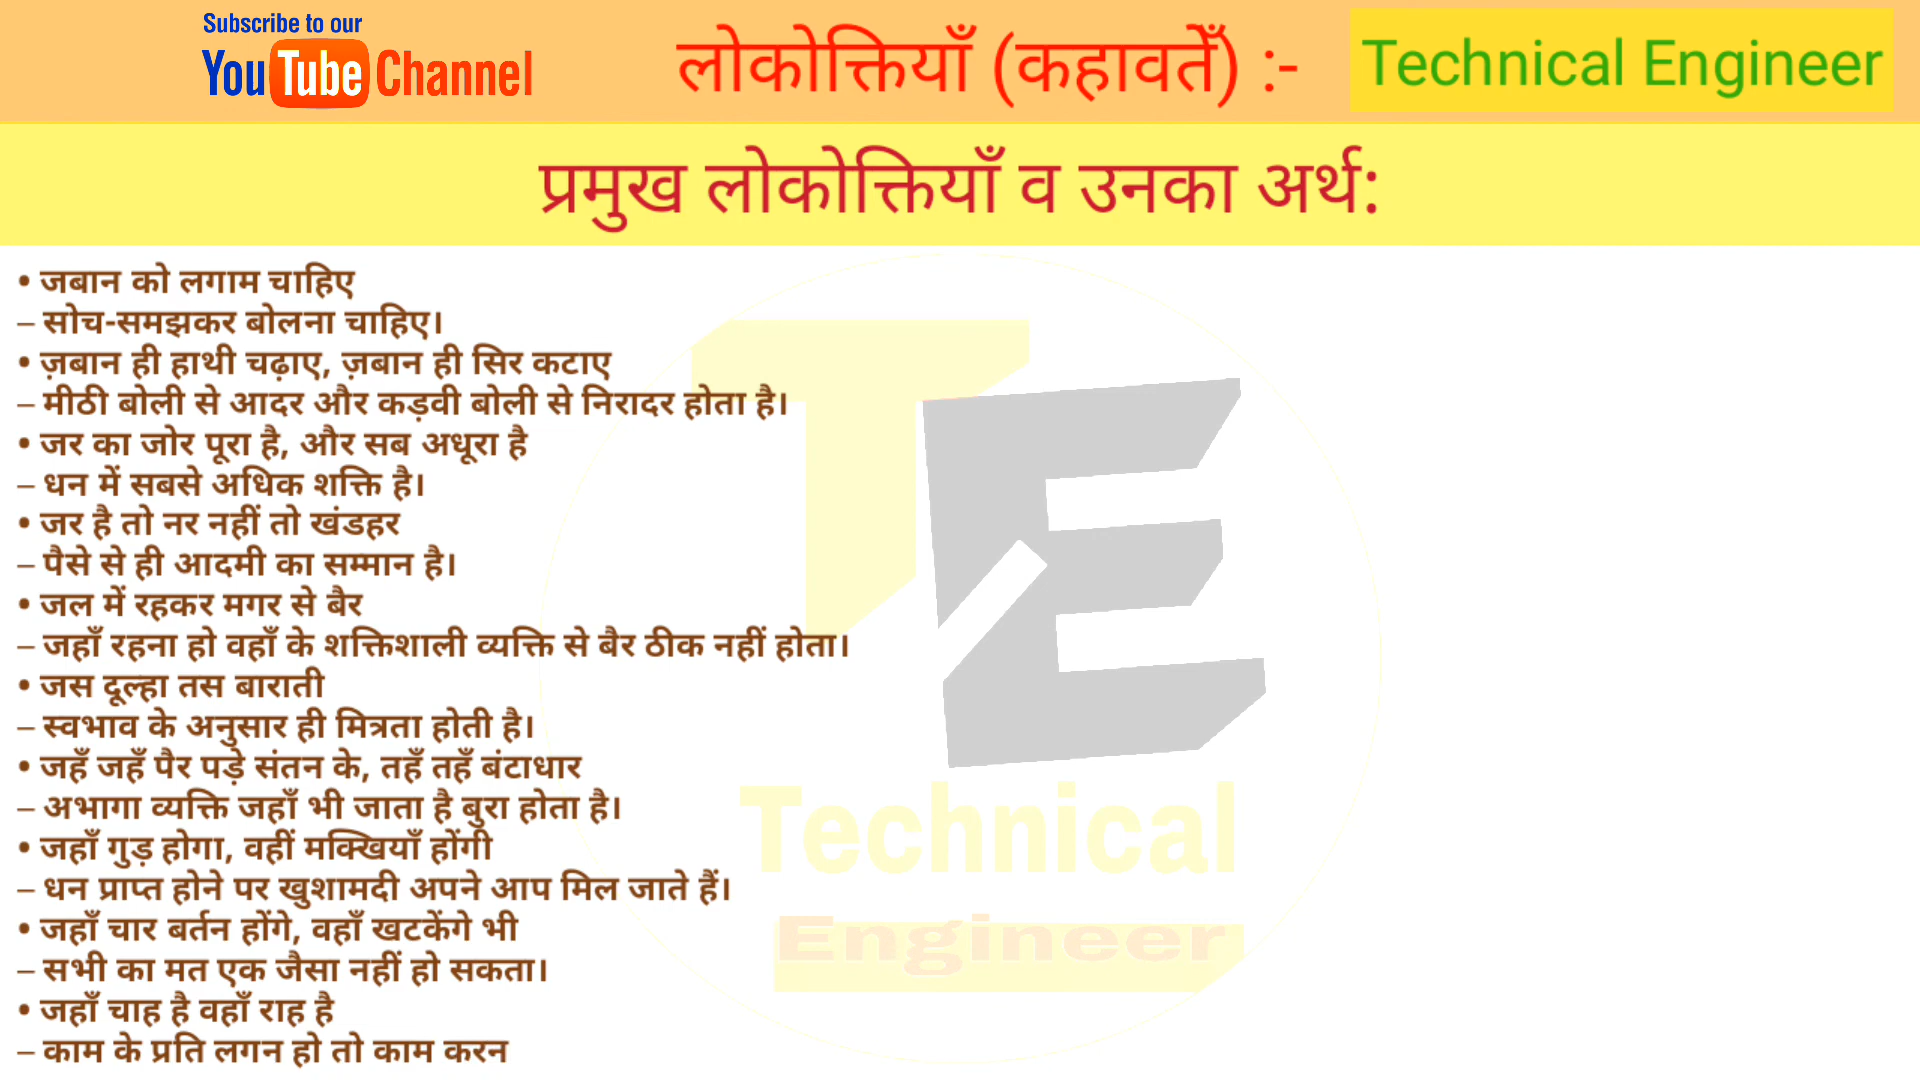 Subscribe to our
YouTube Channel
लोकोक्तियाँ (कहावतेँ) :-
Technical Engineer
प्रमुख लोकोक्तियाँ व उनका अर्थ:
• जबान को लगाम चाहिए
– सोच-समझकर बोलना चाहिए।
• ज़बान ही हाथी चढ़ाए, ज़बान ही सिर कटाए
– मीठी बोली से आदर और कड़वी बोली से निरादर होता है।
• जर का जोर पूरा है, और सब अधूरा है
– धन में सबसे अधिक शक्ति है।
• जर है तो नर नहीं तो खंडहर
– पैसे से ही आदमी का सम्मान है।
• जल में रहकर मगर से बैर
– जहाँ रहना हो वहाँ के शक्तिशाली व्यक्ति से बैर ठीक नहीं होता।
• जस दूल्हा तस बाराती
– स्वभाव के अनुसार ही मित्रता होती है।
• जहँ जहँ पैर पड़े संतन के, तहँ तहँ बंटाधार
– अभागा व्यक्ति जहाँ भी जाता है बुरा होता है।
• जहाँ गुड़ होगा, वहीं मक्खियाँ होंगी
– धन प्राप्त होने पर खुशामदी अपने आप मिल जाते हैं।
• जहाँ चार बर्तन होंगे, वहाँ खटकेंगे भी
– सभी का मत एक जैसा नहीं हो सकता।
• जहाँ चाह है वहाँ राह है
– काम के प्रति लगन हो तो काम करन
TE
Technical
Engineer